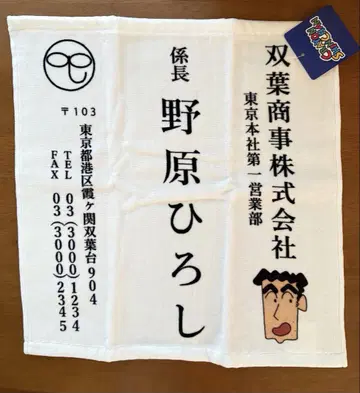 双葉商事株式会社
東京本社第一営業部
係長
野原ひろし
〒103
東京都港区霞ヶ関双葉台904
TEL 03(3000)1234
FAX 03(3000)2345